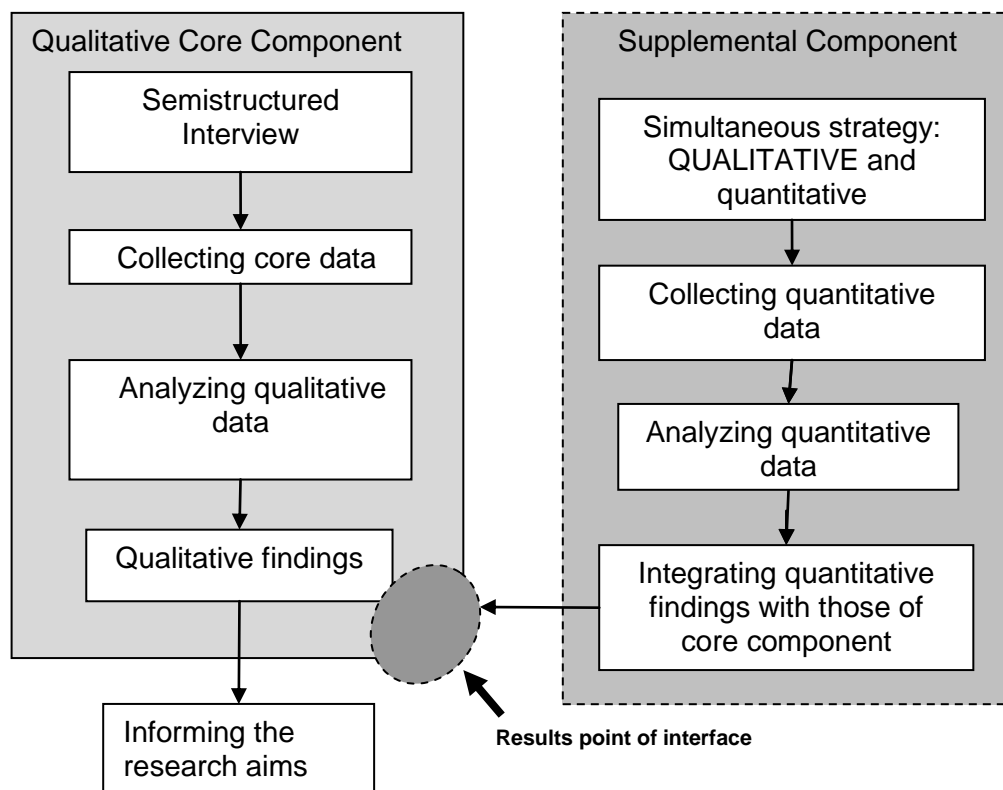 Qualitative Core Component
Semistructured
Interview
Collecting core data
Analyzing qualitative
data
Qualitative findings
Informing the
research aims
Supplemental Component
Simultaneous strategy:
QUALITATIVE and
quantitative
Collecting quantitative
data
Analyzing quantitative
data
Integrating quantitative
findings with those of
core component
Results point of interface